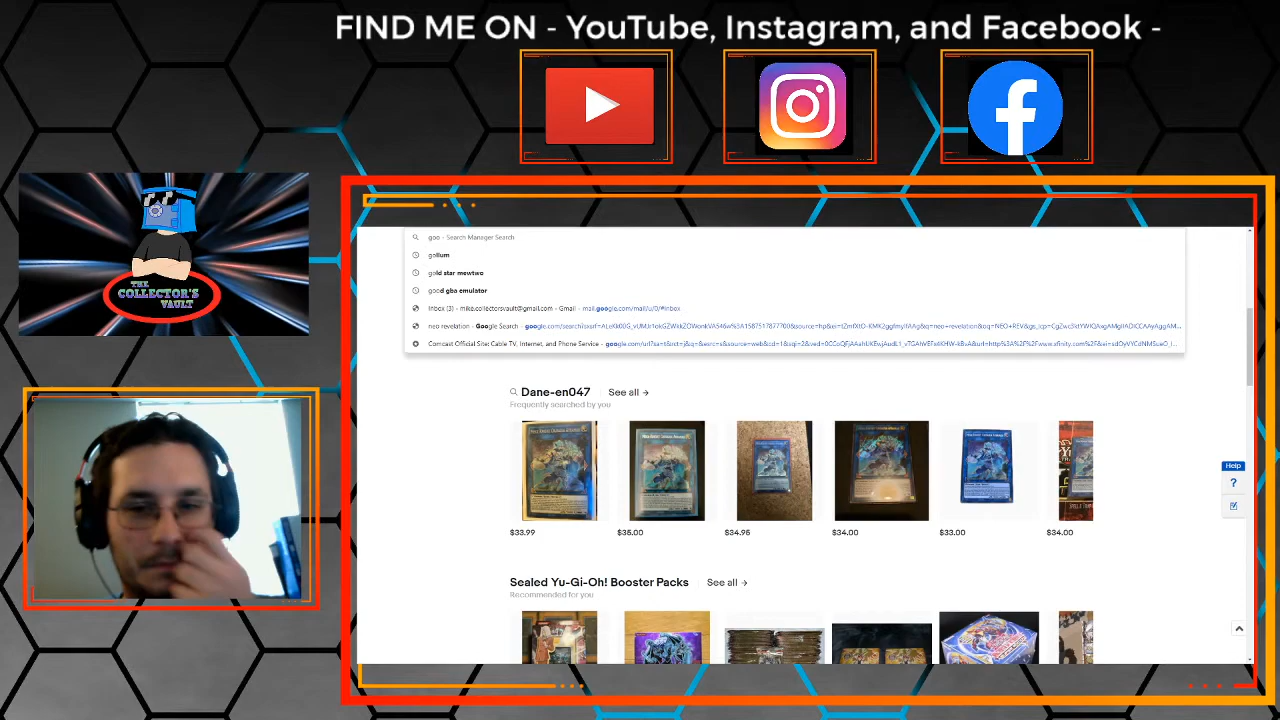 FIND ME ON - YouTube, Instagram, and Facebook -
THE
COLLECTOR'S
VAULT
goo - Search Manager Search
gollum
gold star mewtwo
good gba emulator
Inbox (3) - mike.collectorsvault@gmail.com - Gmail - mail.google.com/mail/u/0/#inbox
neo revelation - Google Search -
Comcast Official Site: Cable TV, Internet, and Phone Service -
Dane-en047 See all →
Frequently searched by you
$33.99 $35.00 $34.95 $34.00 $33.00 $34.00
Help
?
Sealed Yu-Gi-Oh! Booster Packs See all →
Recommended for you